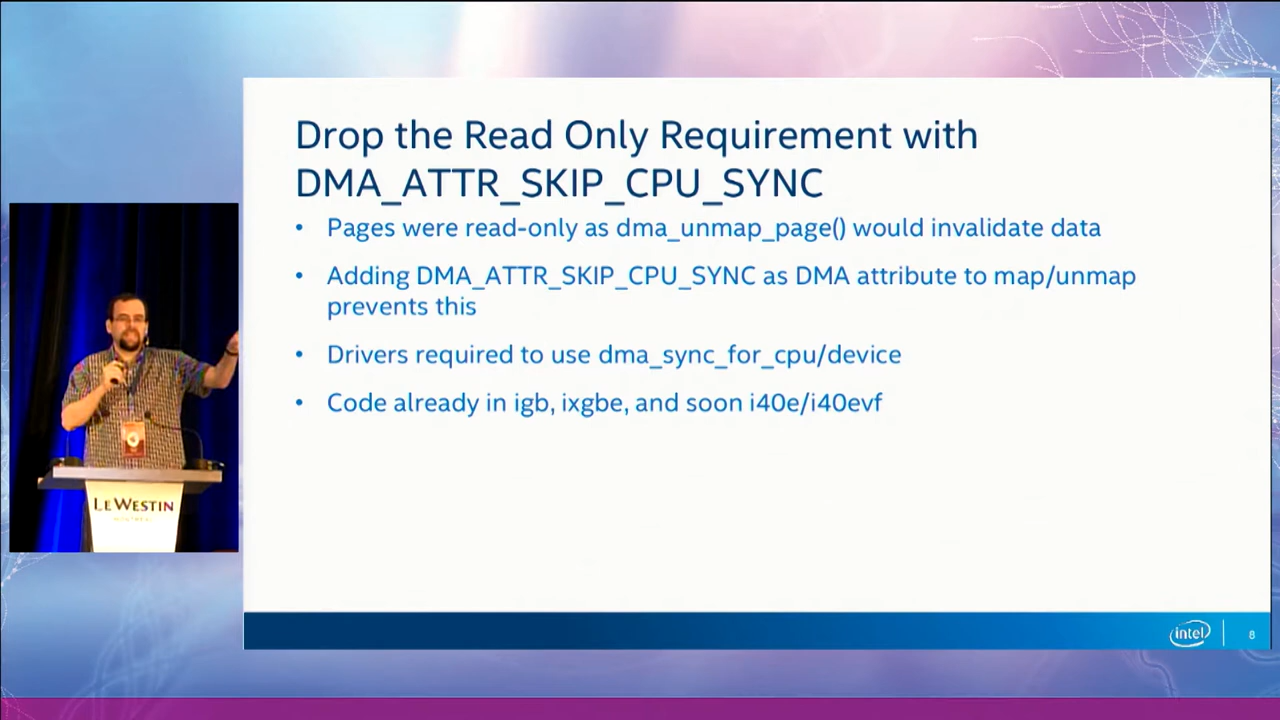 Drop the Read Only Requirement with
DMA_ATTR_SKIP_CPU_SYNC
• Pages were read-only as dma_unmap_page() would invalidate data
• Adding DMA_ATTR_SKIP_CPU_SYNC as DMA attribute to map/unmap
prevents this
• Drivers required to use dma_sync_for_cpu/device
• Code already in igb, ixgbe, and soon i40e/i40evf
LE WESTIN
MONTRÉAL
intel
8